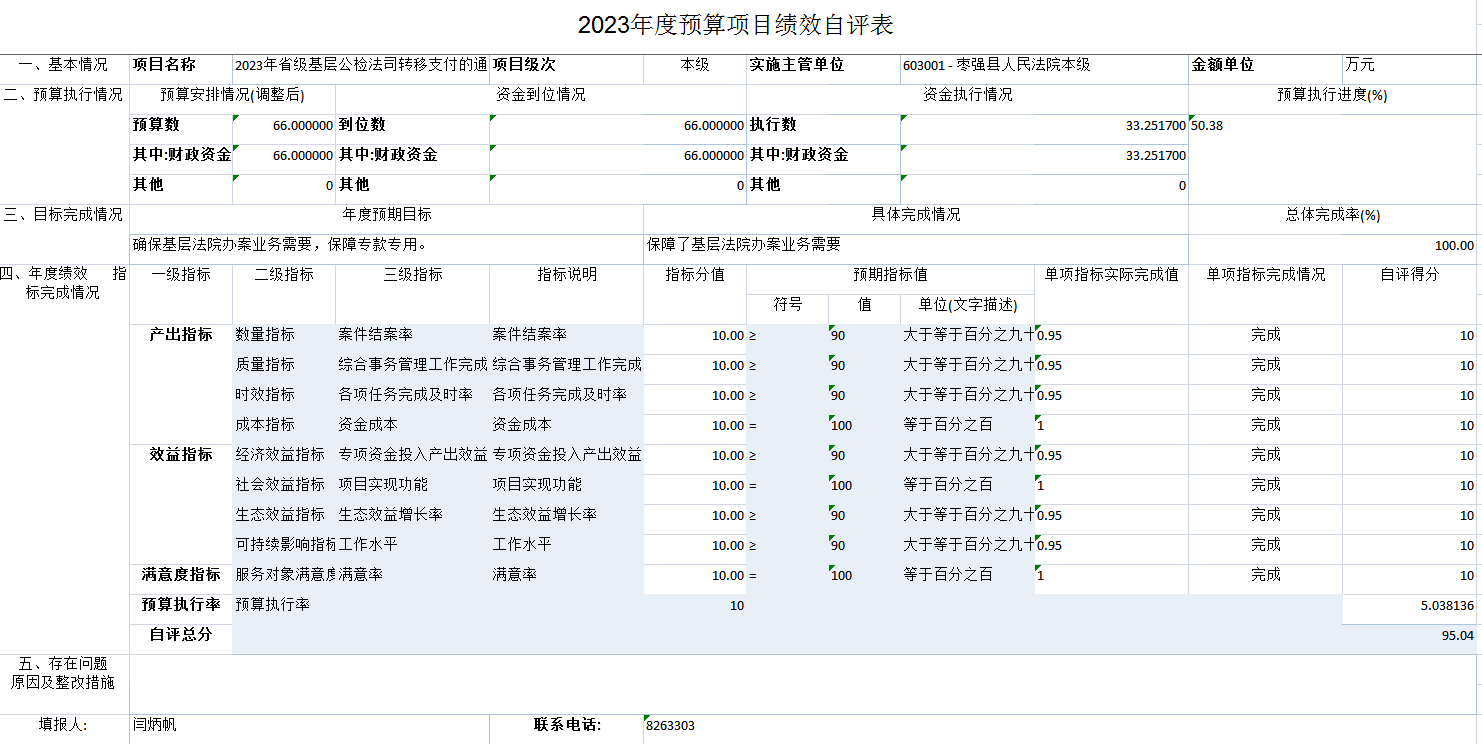 2023年度预算项目绩效自评表
一、基本情况 项目名称 2023年省级基层公检法司转移支付的通 项目级次 本级 实施主管单位 603001 - 枣强县人民法院本级 金额单位 万元
二、预算执行情况 预算安排情况(调整后) 资金到位情况 资金执行情况 预算执行进度(%)
预算数 66.000000 到位数 66.000000 执行数 33.251700 50.38
其中:财政资金 66.000000 其中:财政资金 66.000000 其中:财政资金 33.251700
其他 0 其他 0 其他 0
三、目标完成情况 年度预期目标 具体完成情况 总体完成率(%)
确保基层法院办案业务需要，保障专款专用。 保障了基层法院办案业务需要 100.00
四、年度绩效 指 一级指标 二级指标 三级指标 指标说明 指标分值 预期指标值 单项指标实际完成值 单项指标完成情况 自评得分
标完成情况
符号 值 单位(文字描述)
产出指标 数量指标 案件结案率 案件结案率 10.00 ≥ 90 大于等于百分之九十 0.95 完成 10
质量指标 综合事务管理工作完成 综合事务管理工作完成 10.00 ≥ 90 大于等于百分之九十 0.95 完成 10
时效指标 各项任务完成及时率 各项任务完成及时率 10.00 ≥ 90 大于等于百分之九十 0.95 完成 10
成本指标 资金成本 资金成本 10.00 = 100 等于百分之百 1 完成 10
效益指标 经济效益指标 专项资金投入产出效益 专项资金投入产出效益 10.00 ≥ 90 大于等于百分之九十 0.95 完成 10
社会效益指标 项目实现功能 项目实现功能 10.00 = 100 等于百分之百 1 完成 10
生态效益指标 生态效益增长率 生态效益增长率 10.00 ≥ 90 大于等于百分之九十 0.95 完成 10
可持续影响指标 工作水平 工作水平 10.00 ≥ 90 大于等于百分之九十 0.95 完成 10
满意度指标 服务对象满意度 满意率 满意率 10.00 = 100 等于百分之百 1 完成 10
预算执行率 预算执行率 10 5.038136
自评总分 95.04
五、存在问题
原因及整改措施
填报人: 闫炳帆 联系电话: 8263303